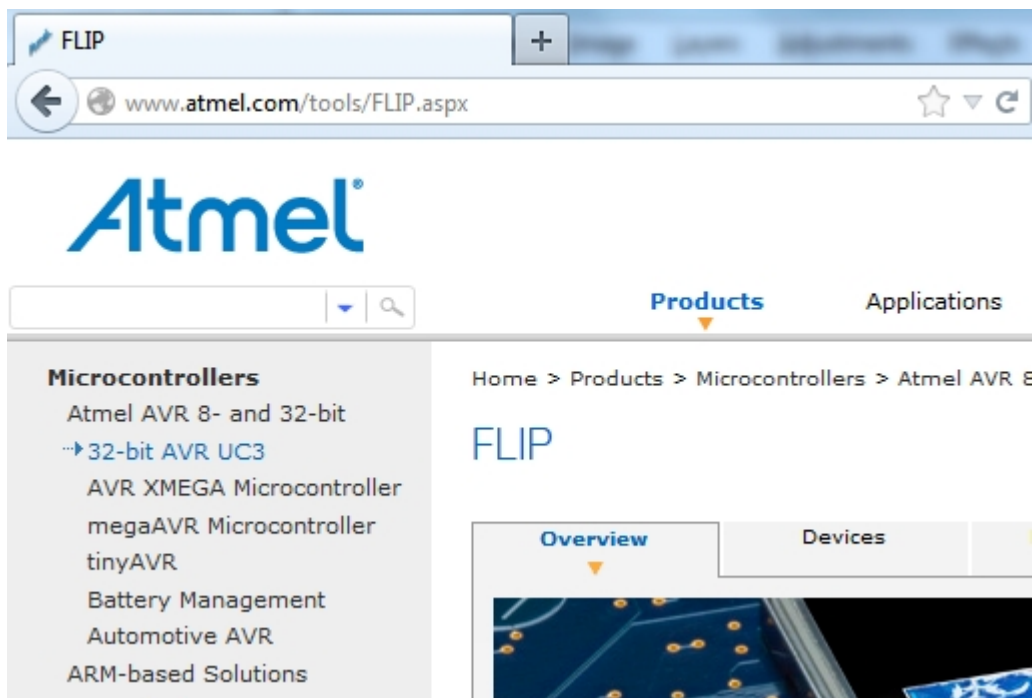 FLIP
www.atmel.com/tools/FLIP.aspx
Atmel®
Products Applications
Microcontrollers
Atmel AVR 8- and 32-bit
32-bit AVR UC3
AVR XMEGA Microcontroller
megaAVR Microcontroller
tinyAVR
Battery Management
Automotive AVR
ARM-based Solutions
Home > Products > Microcontrollers > Atmel AVR 8
FLIP
Overview Devices